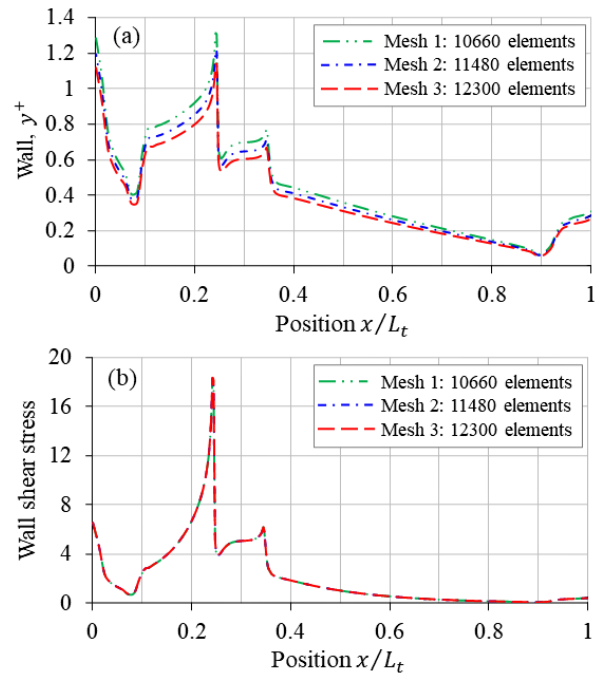 (a)
Mesh 1: 10660 elements
Mesh 2: 11480 elements
Mesh 3: 12300 elements
Wall, y⁺
1.4
1.2
1.0
0.8
0.6
0.4
0.2
0
0 0.2 0.4 0.6 0.8 1
Position x/Lₜ
(b)
Mesh 1: 10660 elements
Mesh 2: 11480 elements
Mesh 3: 12300 elements
Wall shear stress
20
16
12
8
4
0
0 0.2 0.4 0.6 0.8 1
Position x/Lₜ